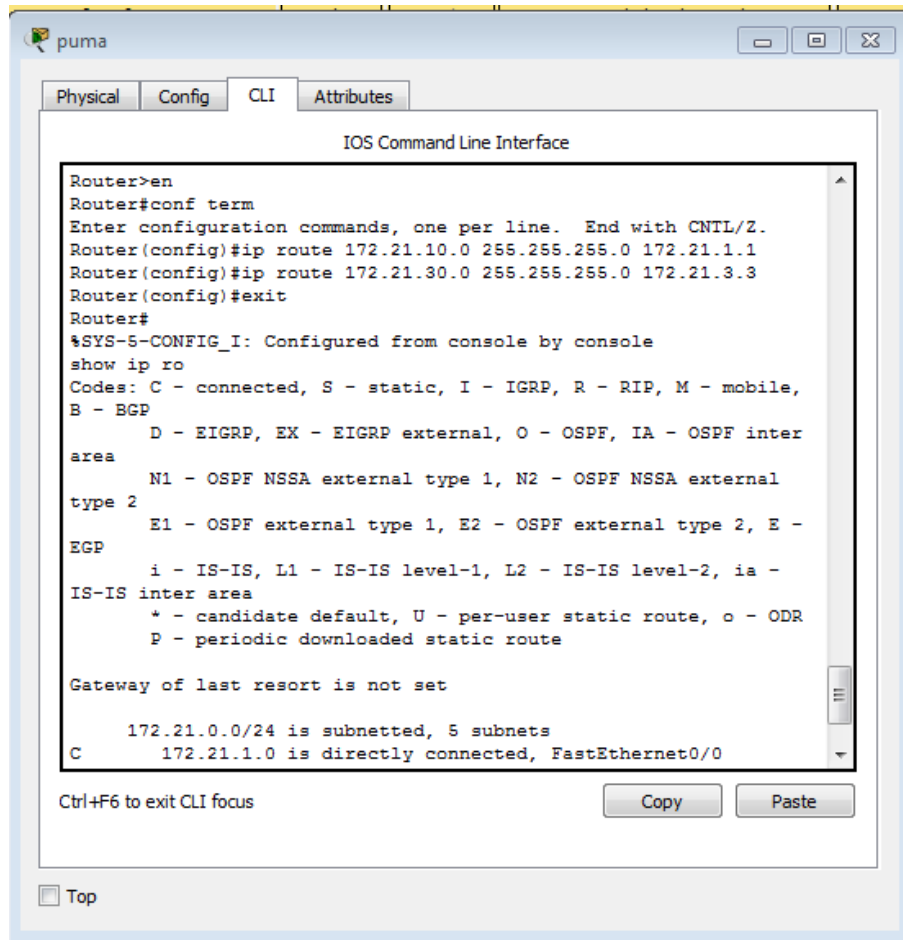 puma
Physical Config CLI Attributes
IOS Command Line Interface
Router>en
Router#conf term
Enter configuration commands, one per line.  End with CNTL/Z.
Router(config)#ip route 172.21.10.0 255.255.255.0 172.21.1.1
Router(config)#ip route 172.21.30.0 255.255.255.0 172.21.3.3
Router(config)#exit
Router#
%SYS-5-CONFIG_I: Configured from console by console
show ip ro
Codes: C - connected, S - static, I - IGRP, R - RIP, M - mobile,
B - BGP
       D - EIGRP, EX - EIGRP external, O - OSPF, IA - OSPF inter
area
       N1 - OSPF NSSA external type 1, N2 - OSPF NSSA external
type 2
       E1 - OSPF external type 1, E2 - OSPF external type 2, E -
EGP
       i - IS-IS, L1 - IS-IS level-1, L2 - IS-IS level-2, ia -
IS-IS inter area
       * - candidate default, U - per-user static route, o - ODR
       P - periodic downloaded static route
Gateway of last resort is not set
     172.21.0.0/24 is subnetted, 5 subnets
C       172.21.1.0 is directly connected, FastEthernet0/0
Ctrl+F6 to exit CLI focus Copy Paste
Top